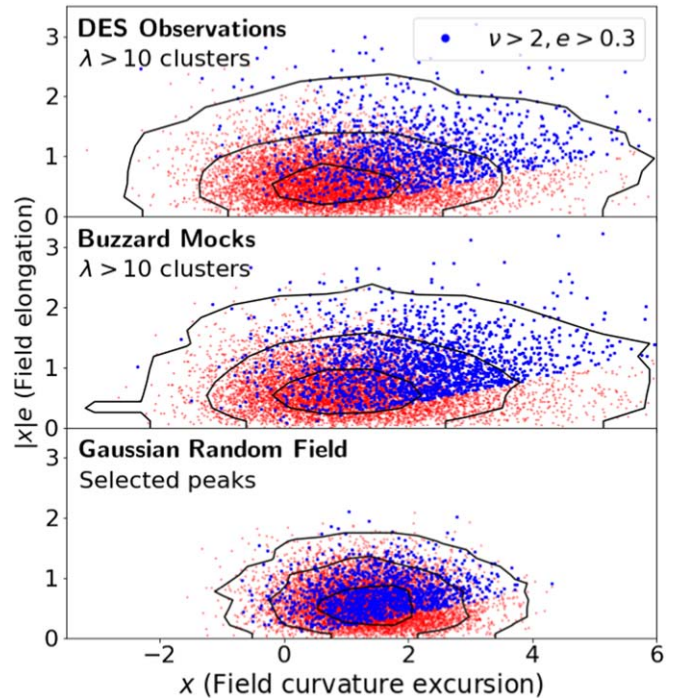 DES Observations
λ > 10 clusters
ν > 2, e > 0.3
3
2
1
0
Buzzard Mocks
λ > 10 clusters
3
2
1
0
|x|e (Field elongation)
Gaussian Random Field
Selected peaks
3
2
1
0
−2 0 2 4 6
x (Field curvature excursion)